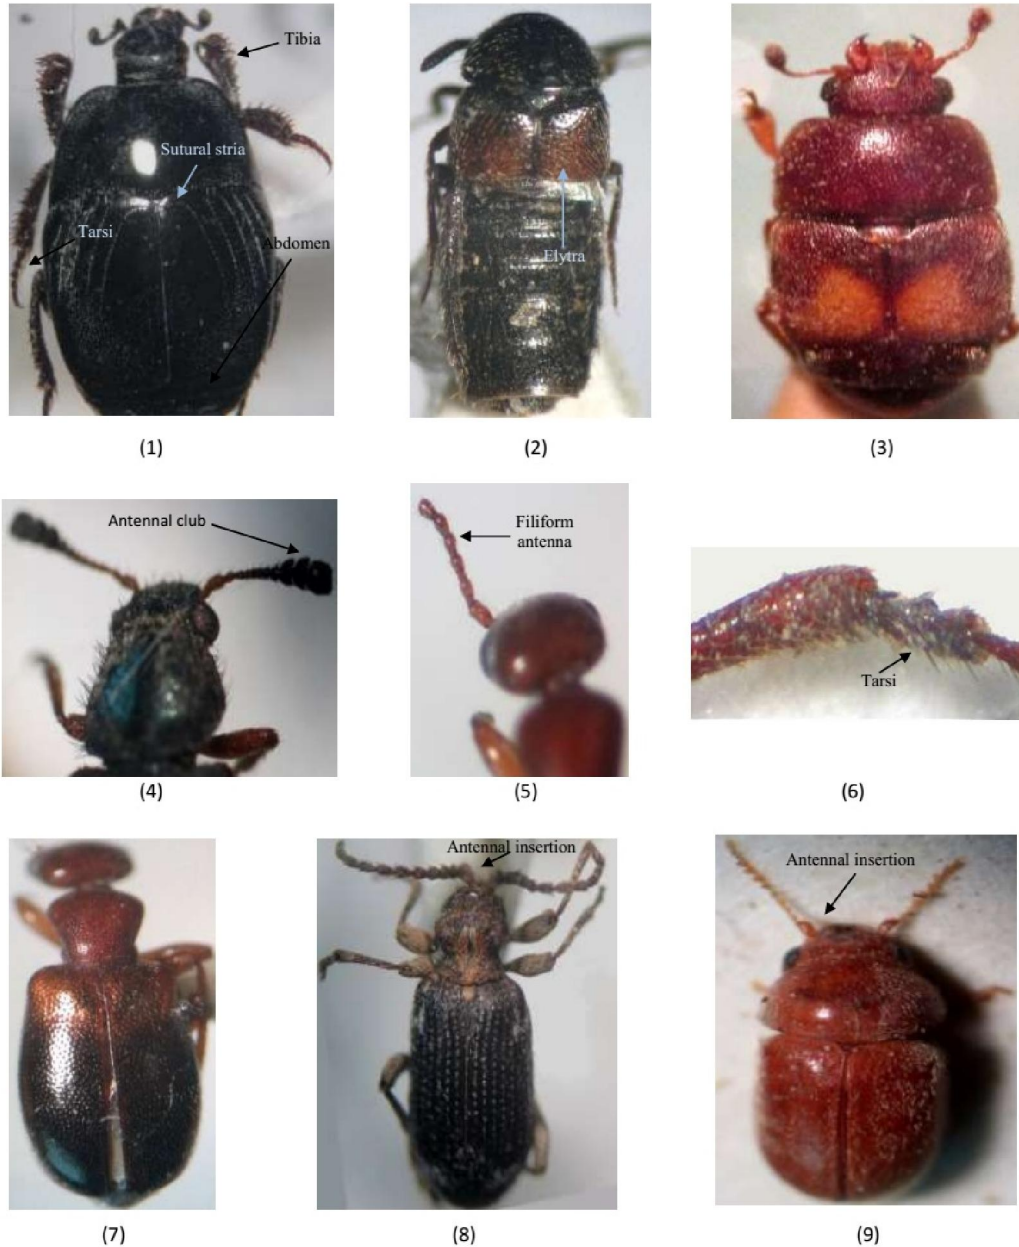 Tibia
Sutural stria
Tarsi
Abdomen
Elytra
(1)
(2)
(3)
Antennal club
Filiform
antenna
Tarsi
(4)
(5)
(6)
Antennal insertion
Antennal insertion
(7)
(8)
(9)